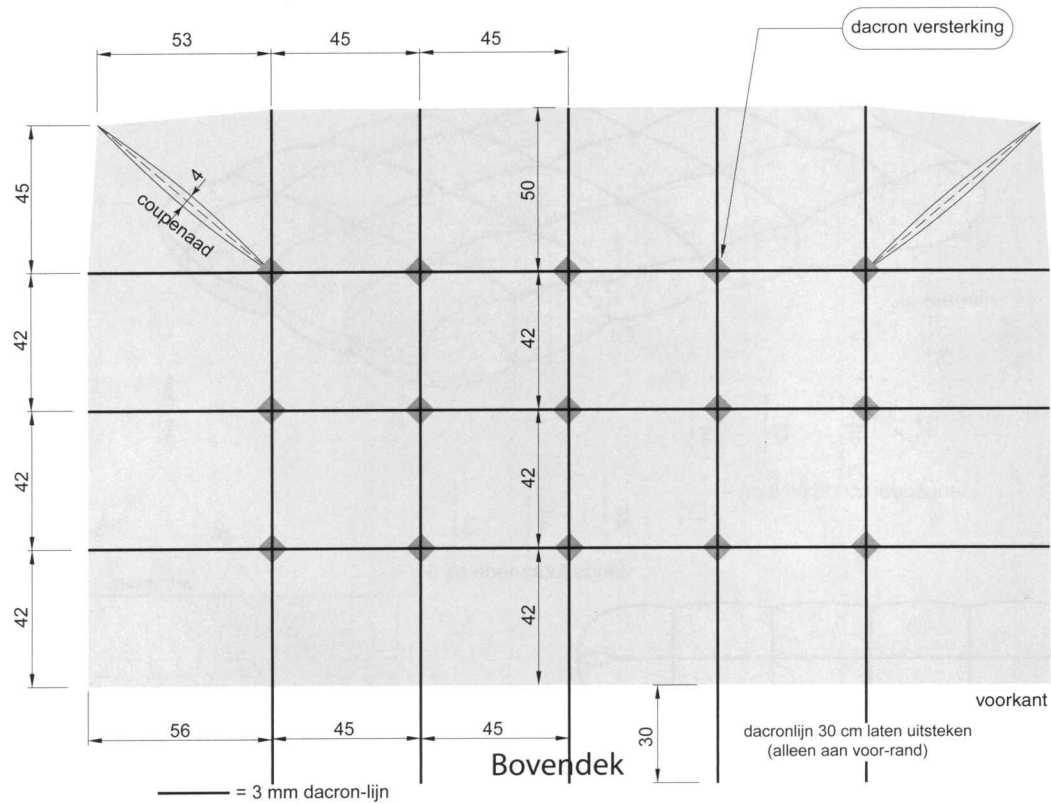 dacron versterking
53
45
45
45
4
coupenaad
50
42
42
42
42
42
42
voorkant
56
45
45
30
dacronlijn 30 cm laten uitsteken
(alleen aan voor-rand)
Bovendek
= 3 mm dacron-lijn